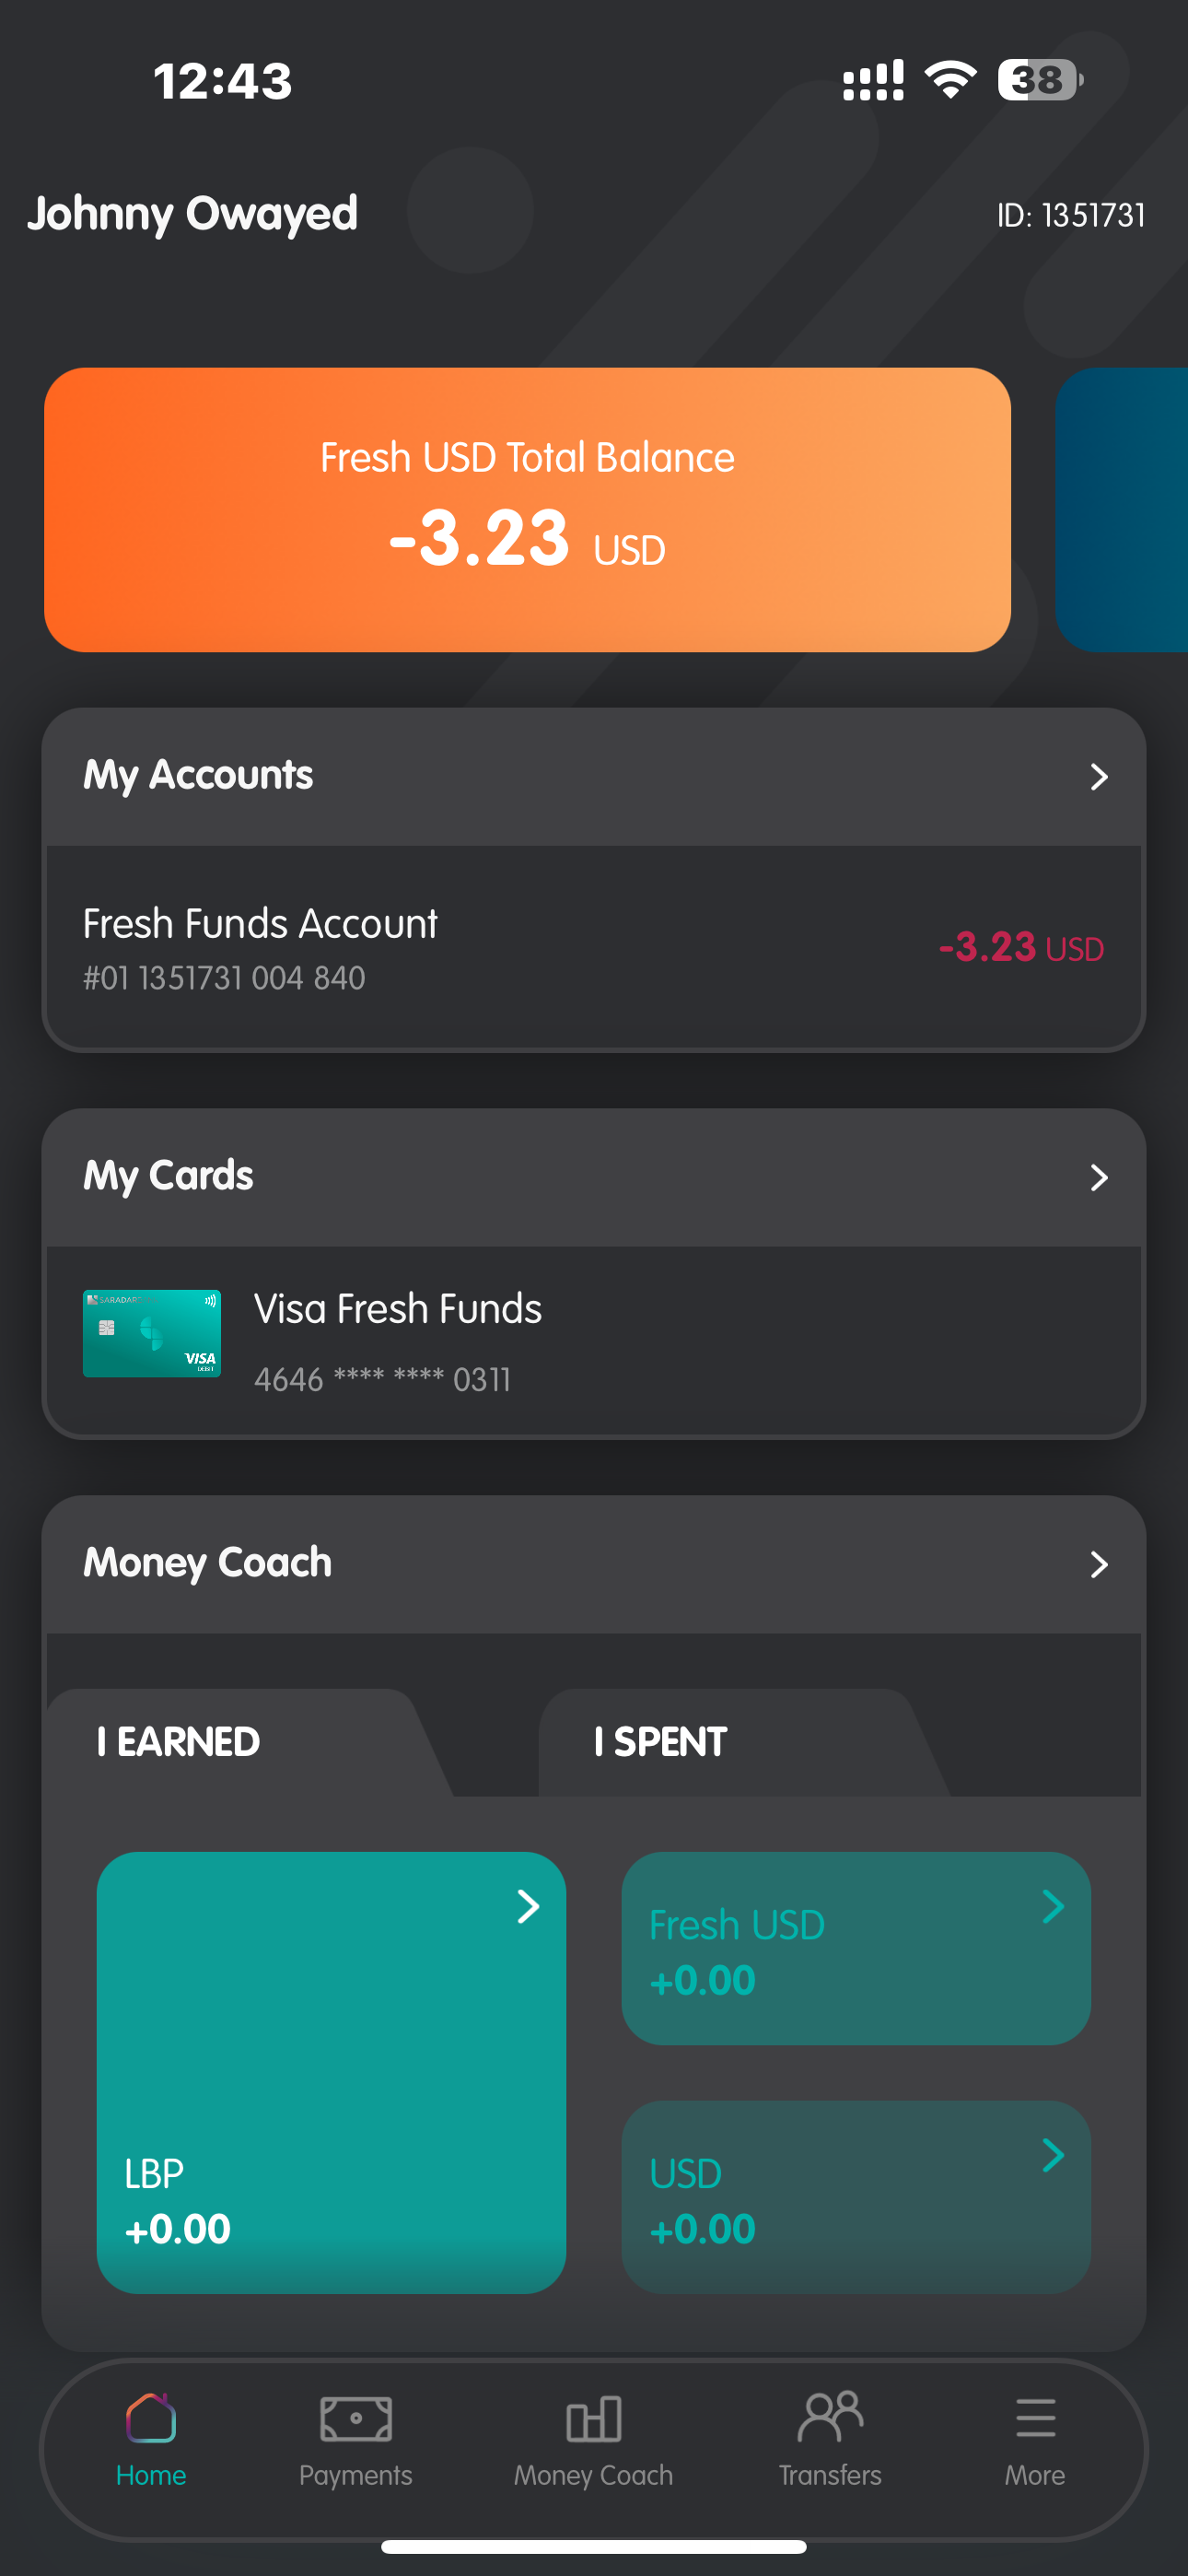 12:43
38
Johnny Owayed
ID: 1351731
Fresh USD Total Balance
-3.23 USD
My Accounts
Fresh Funds Account
#01 1351731 004 840
-3.23 USD
My Cards
SARADAR
VISA
DEBIT
Visa Fresh Funds
4646 **** **** 0311
Money Coach
I EARNED
I SPENT
Fresh USD
+0.00
LBP
+0.00
USD
+0.00
Home
Payments
Money Coach
Transfers
More